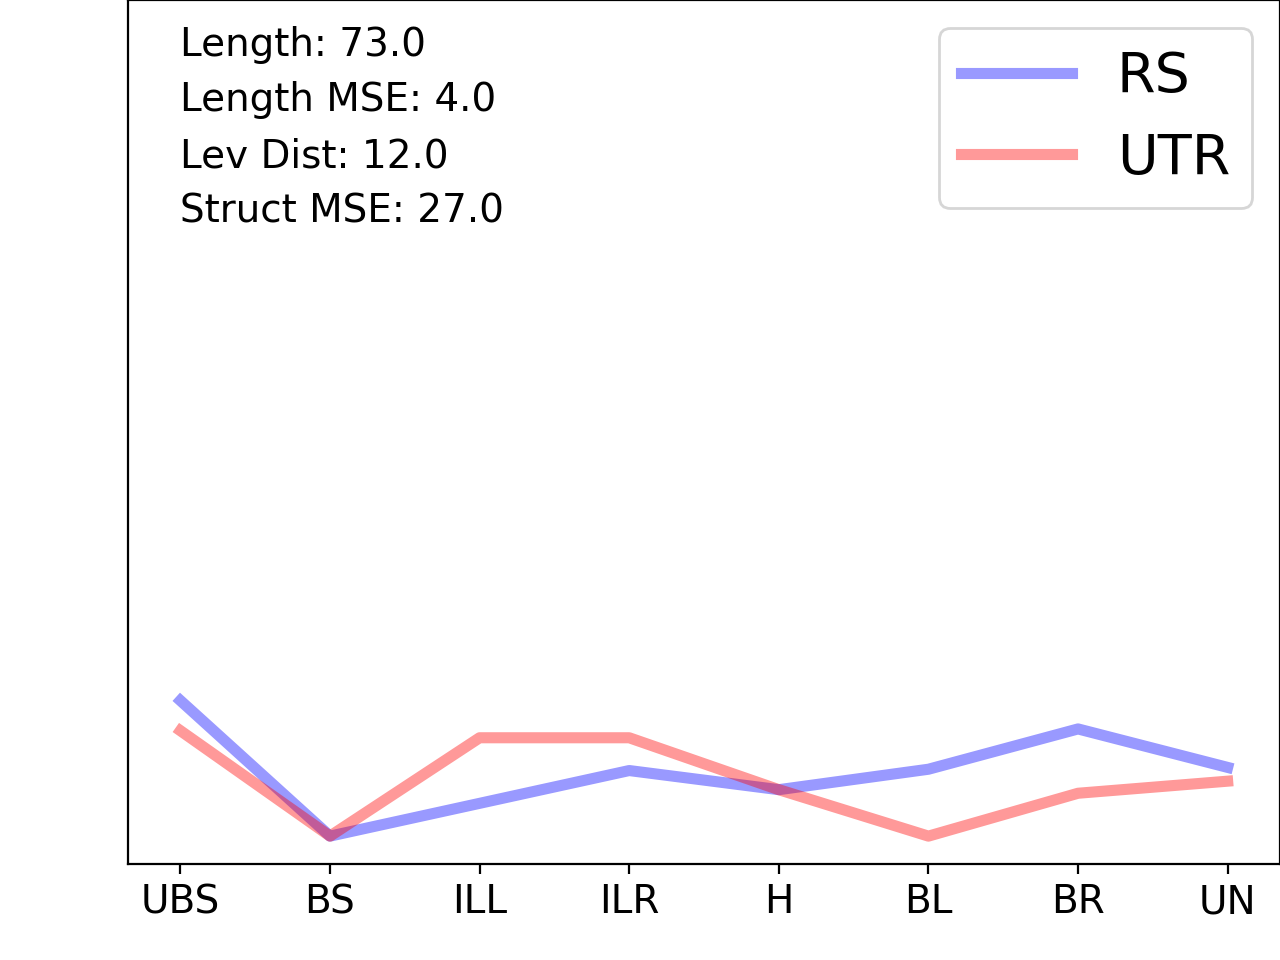 Length: 73.0
Length MSE: 4.0
Lev Dist: 12.0
Struct MSE: 27.0
RS
UTR
UBS BS ILL ILR H BL BR UN